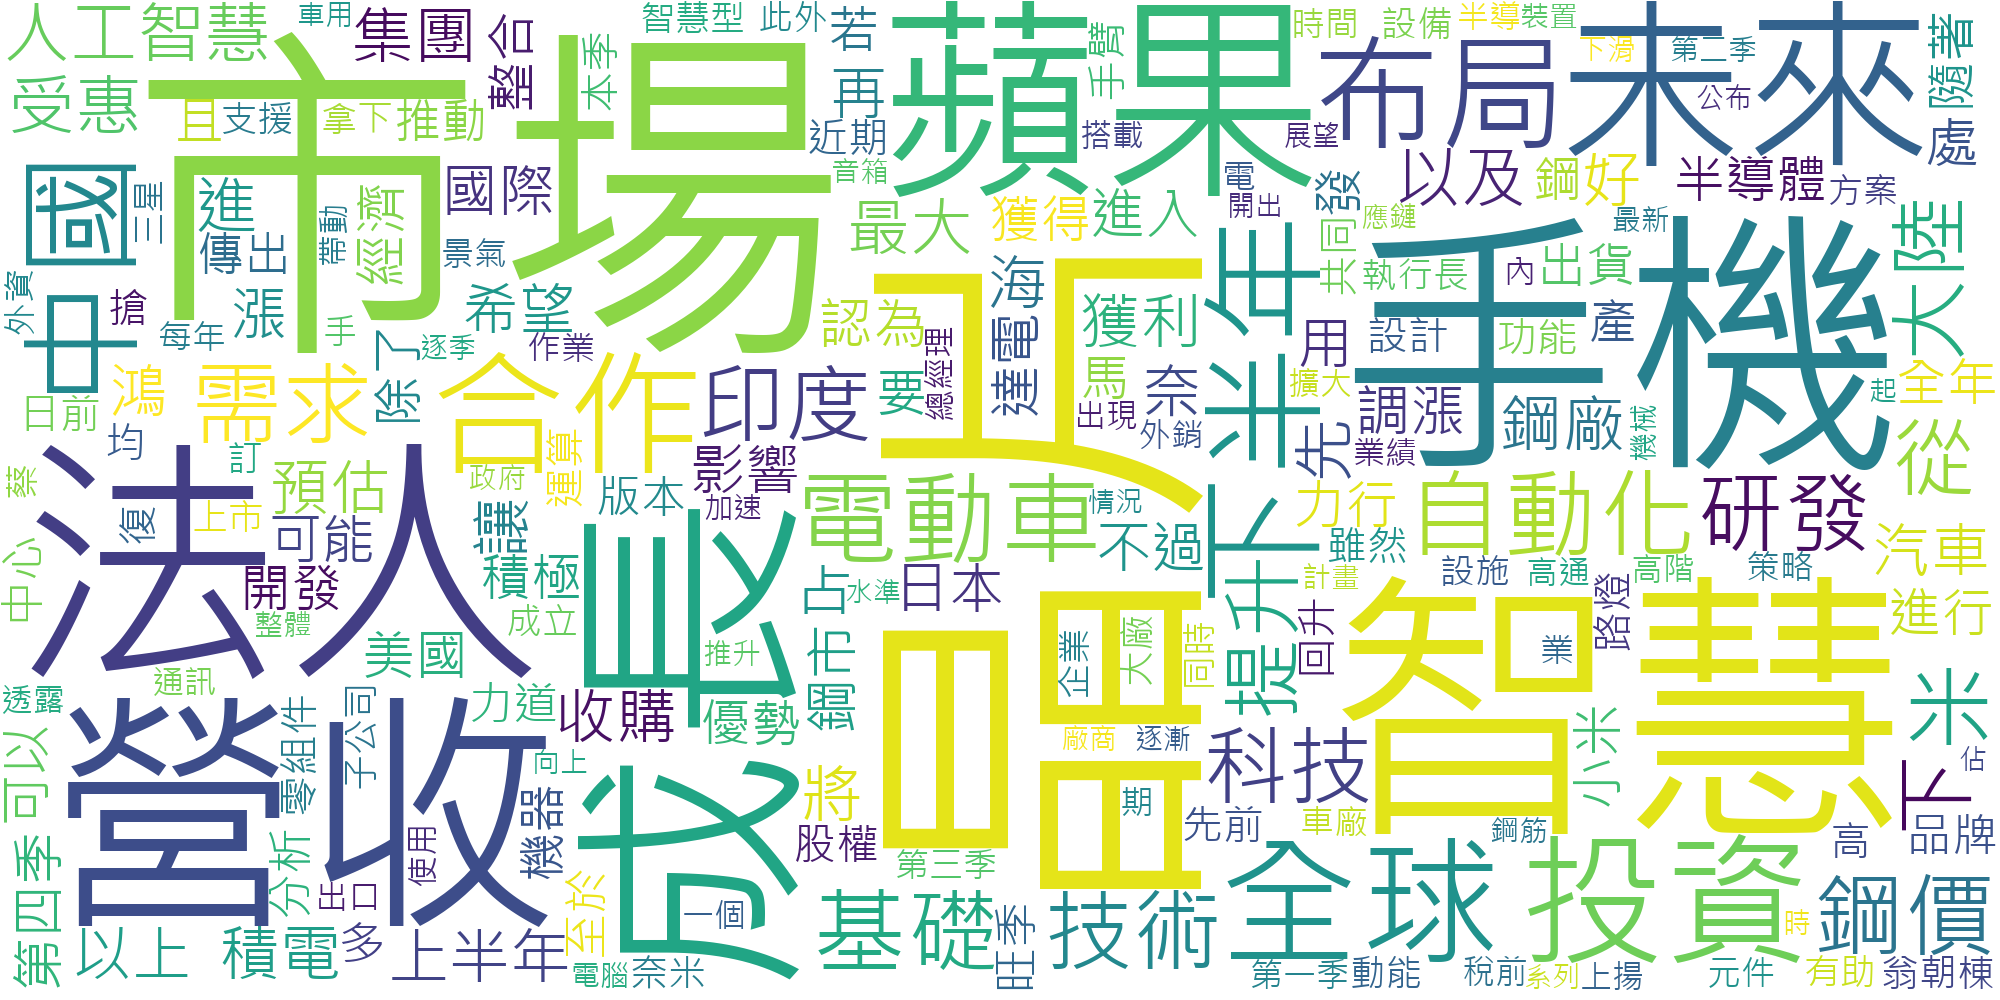 市場
手機
智慧
工具
法人
營收
成長
蘋果
未來
布局
中國
合作
電動車
下半年
全球
投資
需求
印度
自動化
研發
科技
基礎
技術
鋼價
鋼廠
提升
大陸
小米
人工智慧
集團
車用
整合
本季
智慧型
此外
若
再
手臂
時間
設備
半導
裝置
下滑
第二季
隨著
受惠
且
支援
拿下
推動
近期
搭載
展望
公布
處
三星
進
傳出
經濟
帶動
國際
景氣
音箱
最大
獲得
進入
電
開出
發
以及
鋼
好
半導體
方案
最新
共同
應鏈
執行長
內
出貨
外資
搶
每年
漲
手
希望
作業
逐季
除了
認為
總經理
要
海
達電
獲利
馬
出現
奈
外銷
用
擴大
設計
功能
產
調漲
業績
機械
起
全年
日前
鴻
均
訂
預估
蔡
上市
復
可能
政府
運算
版本
影響
加速
讓
積極
情況
不過
先
力行
雖然
計畫
從
汽車
中心
開發
整體
成立
美國
占
水準
日本
推升
回升
設施
高通
高階
策略
路燈
進行
業
透露
通訊
子公司
零組件
力道
收購
優勢
鋼市
企業
大廠
同時
廠商
逐漸
可以
向上
機器
將
股權
第三季
先前
期
車廠
鋼筋
小米
下
佔
品牌
高
第四季
分析
出口
使用
以上
積電
多
上半年
至於
一個
電腦
奈米
旺季
第一季
動能
稅前
系列
上揚
元件
時
有助
翁朝棟